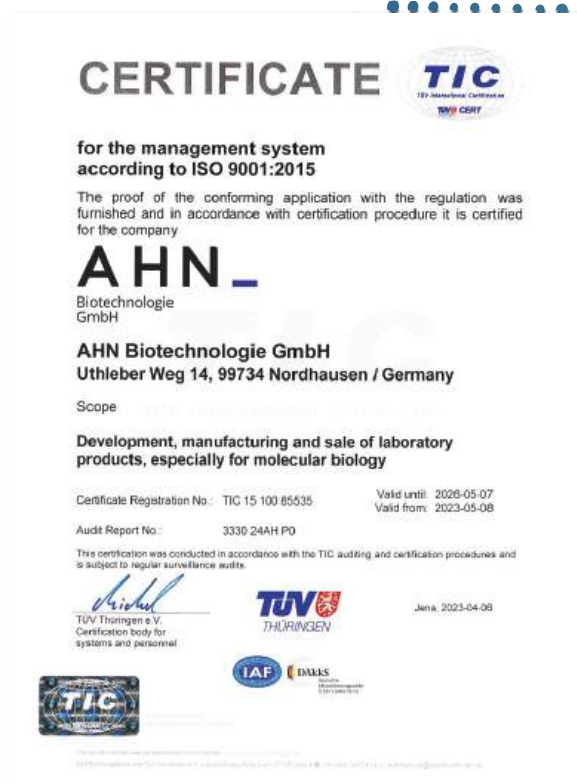 CERTIFICATE
TIC
TÜV International Certification
TÜV CERT
for the management system
according to ISO 9001:2015
The proof of the conforming application with the regulation was
furnished and in accordance with certification procedure it is certified
for the company
AHN_
Biotechnologie
GmbH
AHN Biotechnologie GmbH
Uthleber Weg 14, 99734 Nordhausen / Germany
Scope
Development, manufacturing and sale of laboratory
products, especially for molecular biology
Certificate Registration No.: TIC 15 100 85535
Valid until: 2026-05-07
Valid from: 2023-05-08
Audit Report No.: 3330 24AH P0
This certification was conducted in accordance with the TIC auditing and certification procedures and
is subject to regular surveillance audits.
TÜV Thüringen e.V.
Certification body for
systems and personnel
TÜV
THÜRINGEN
Jena, 2023-04-06
IAF
DAkkS
TIC